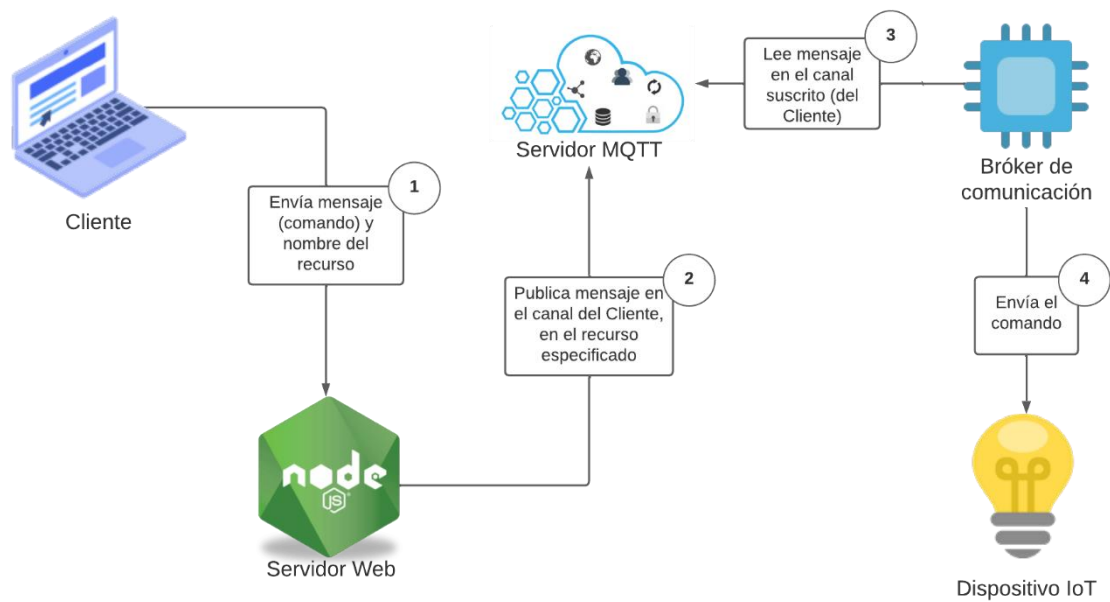 Cliente
1
Envía mensaje
(comando) y
nombre del
recurso
node
JS
Servidor Web
2
Publica mensaje en
el canal del Cliente,
en el recurso
especificado
Servidor MQTT
3
Lee mensaje
en el canal
suscrito (del
Cliente)
Bróker de
comunicación
4
Envía el
comando
Dispositivo IoT